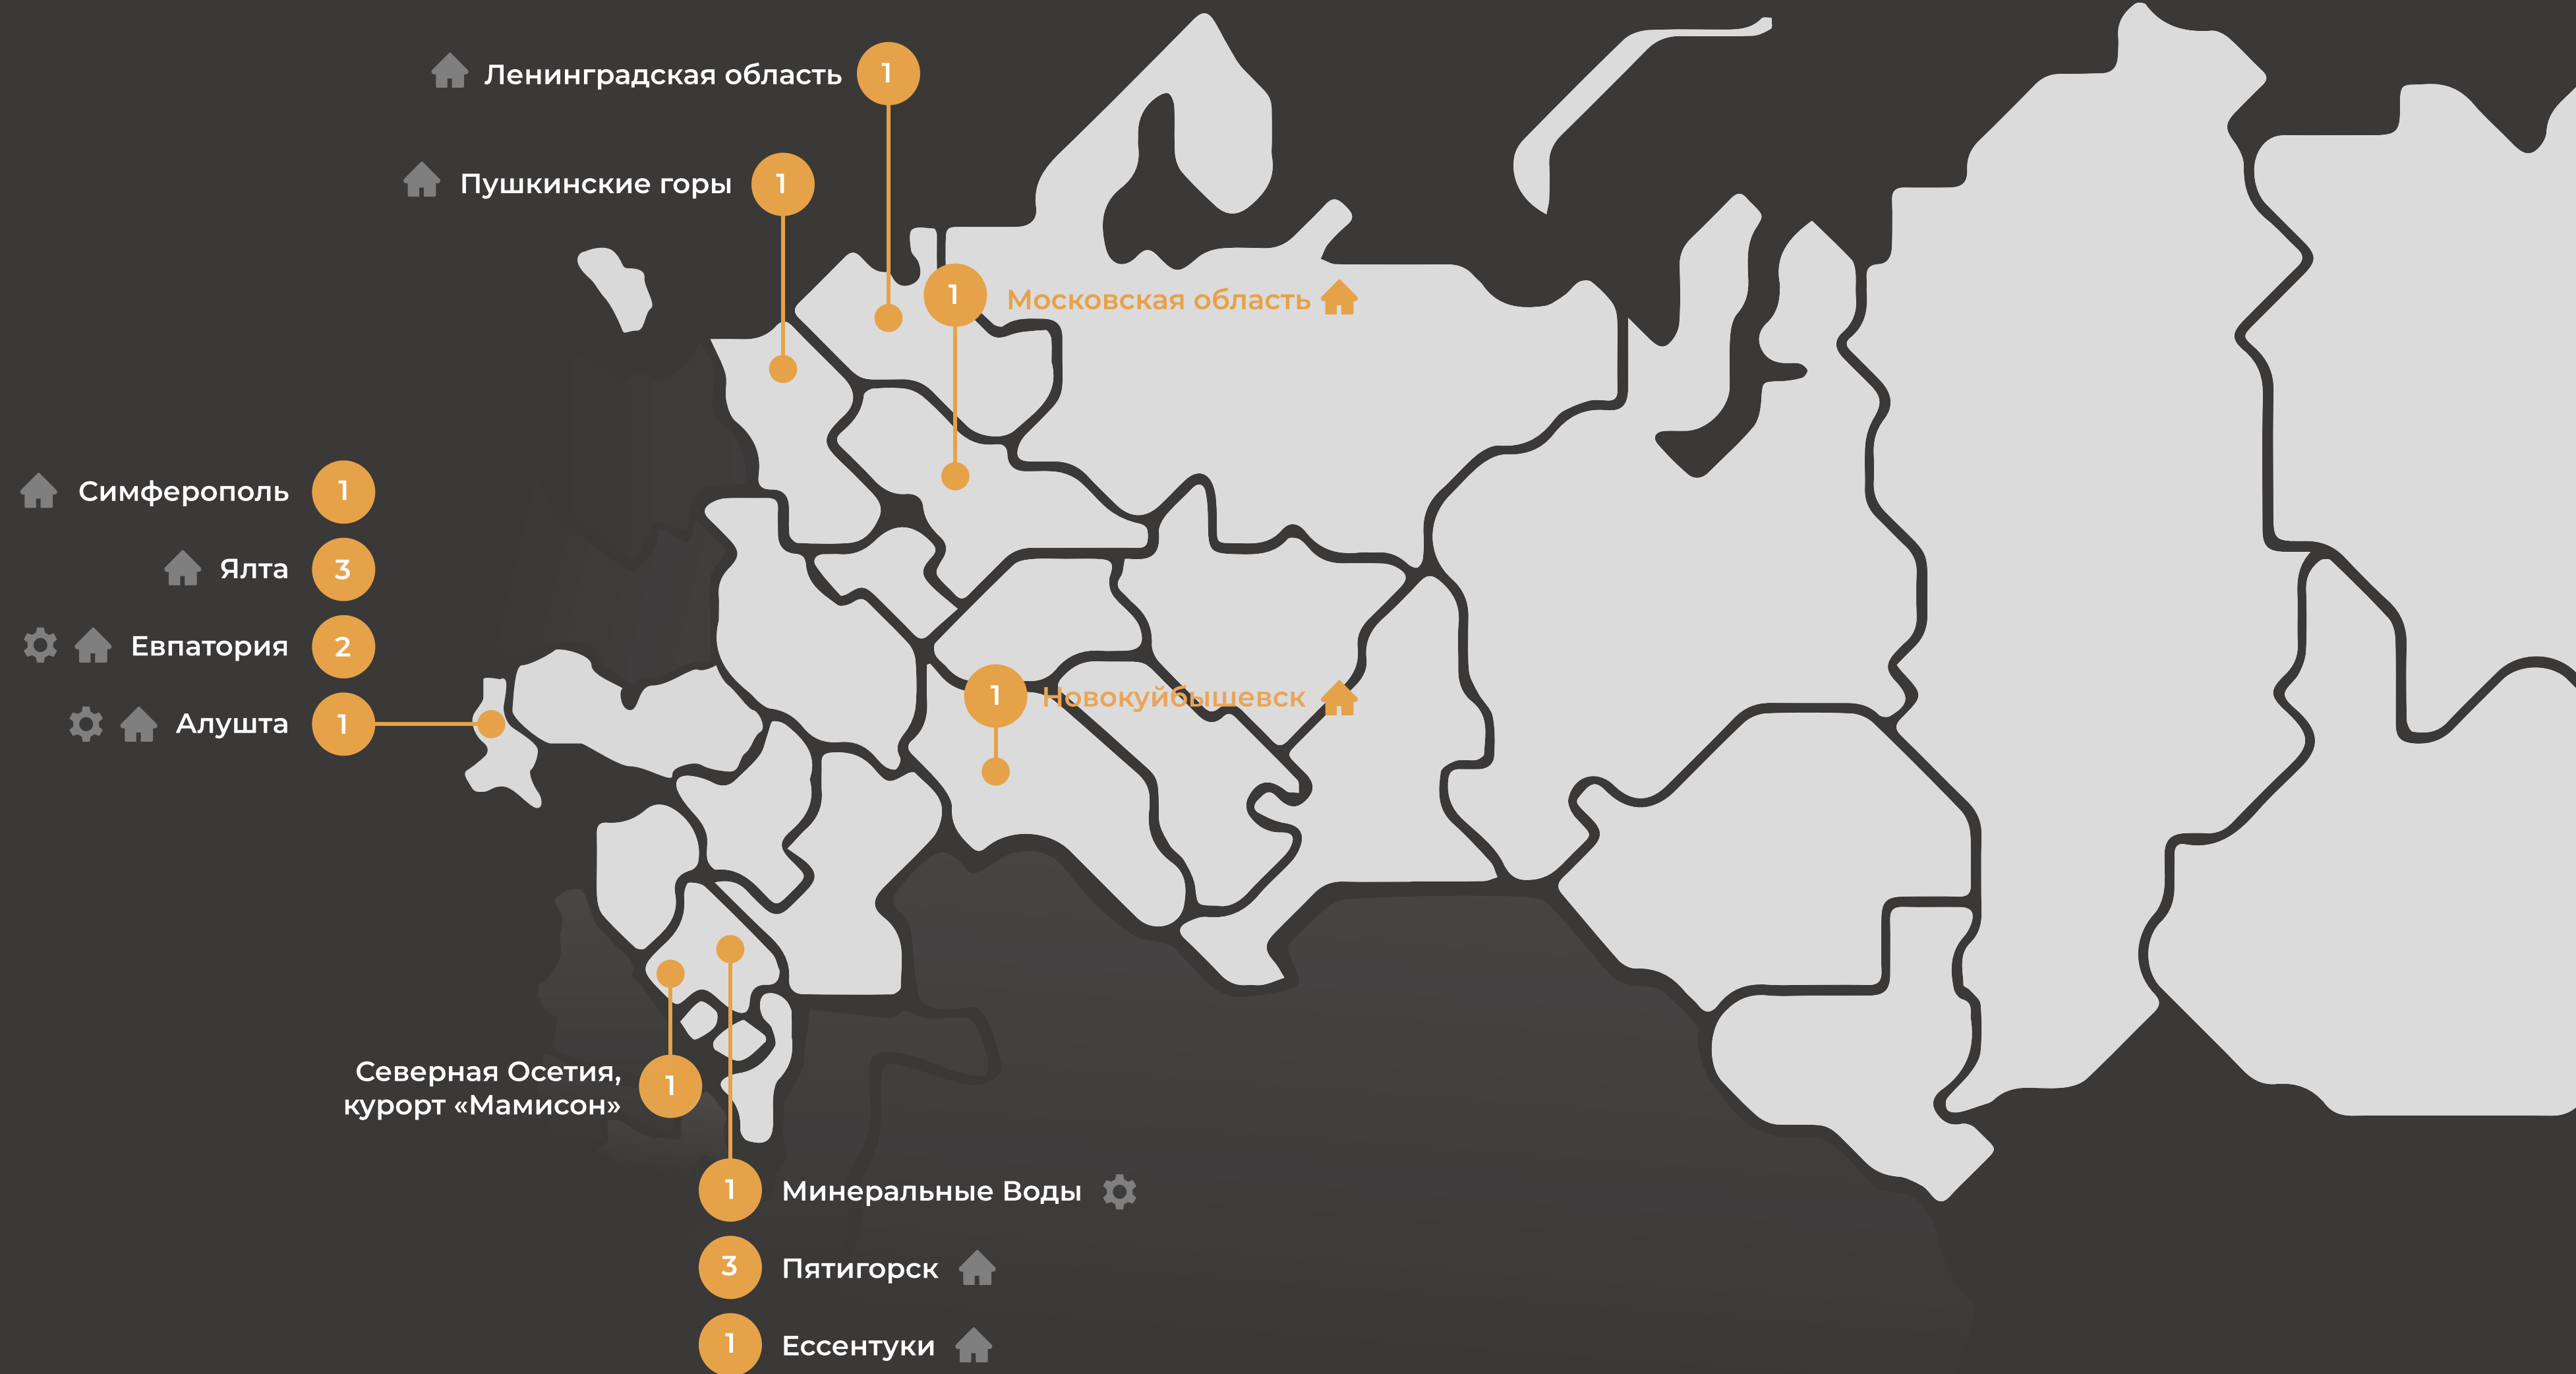 Ленинградская область 1
Пушкинские горы 1
1 Московская область
Симферополь 1
Ялта 3
Евпатория 2
Алушта 1
1 Новокуйбышевск
Северная Осетия,
курорт «Мамисон» 1
1 Минеральные Воды
3 Пятигорск
1 Ессентуки